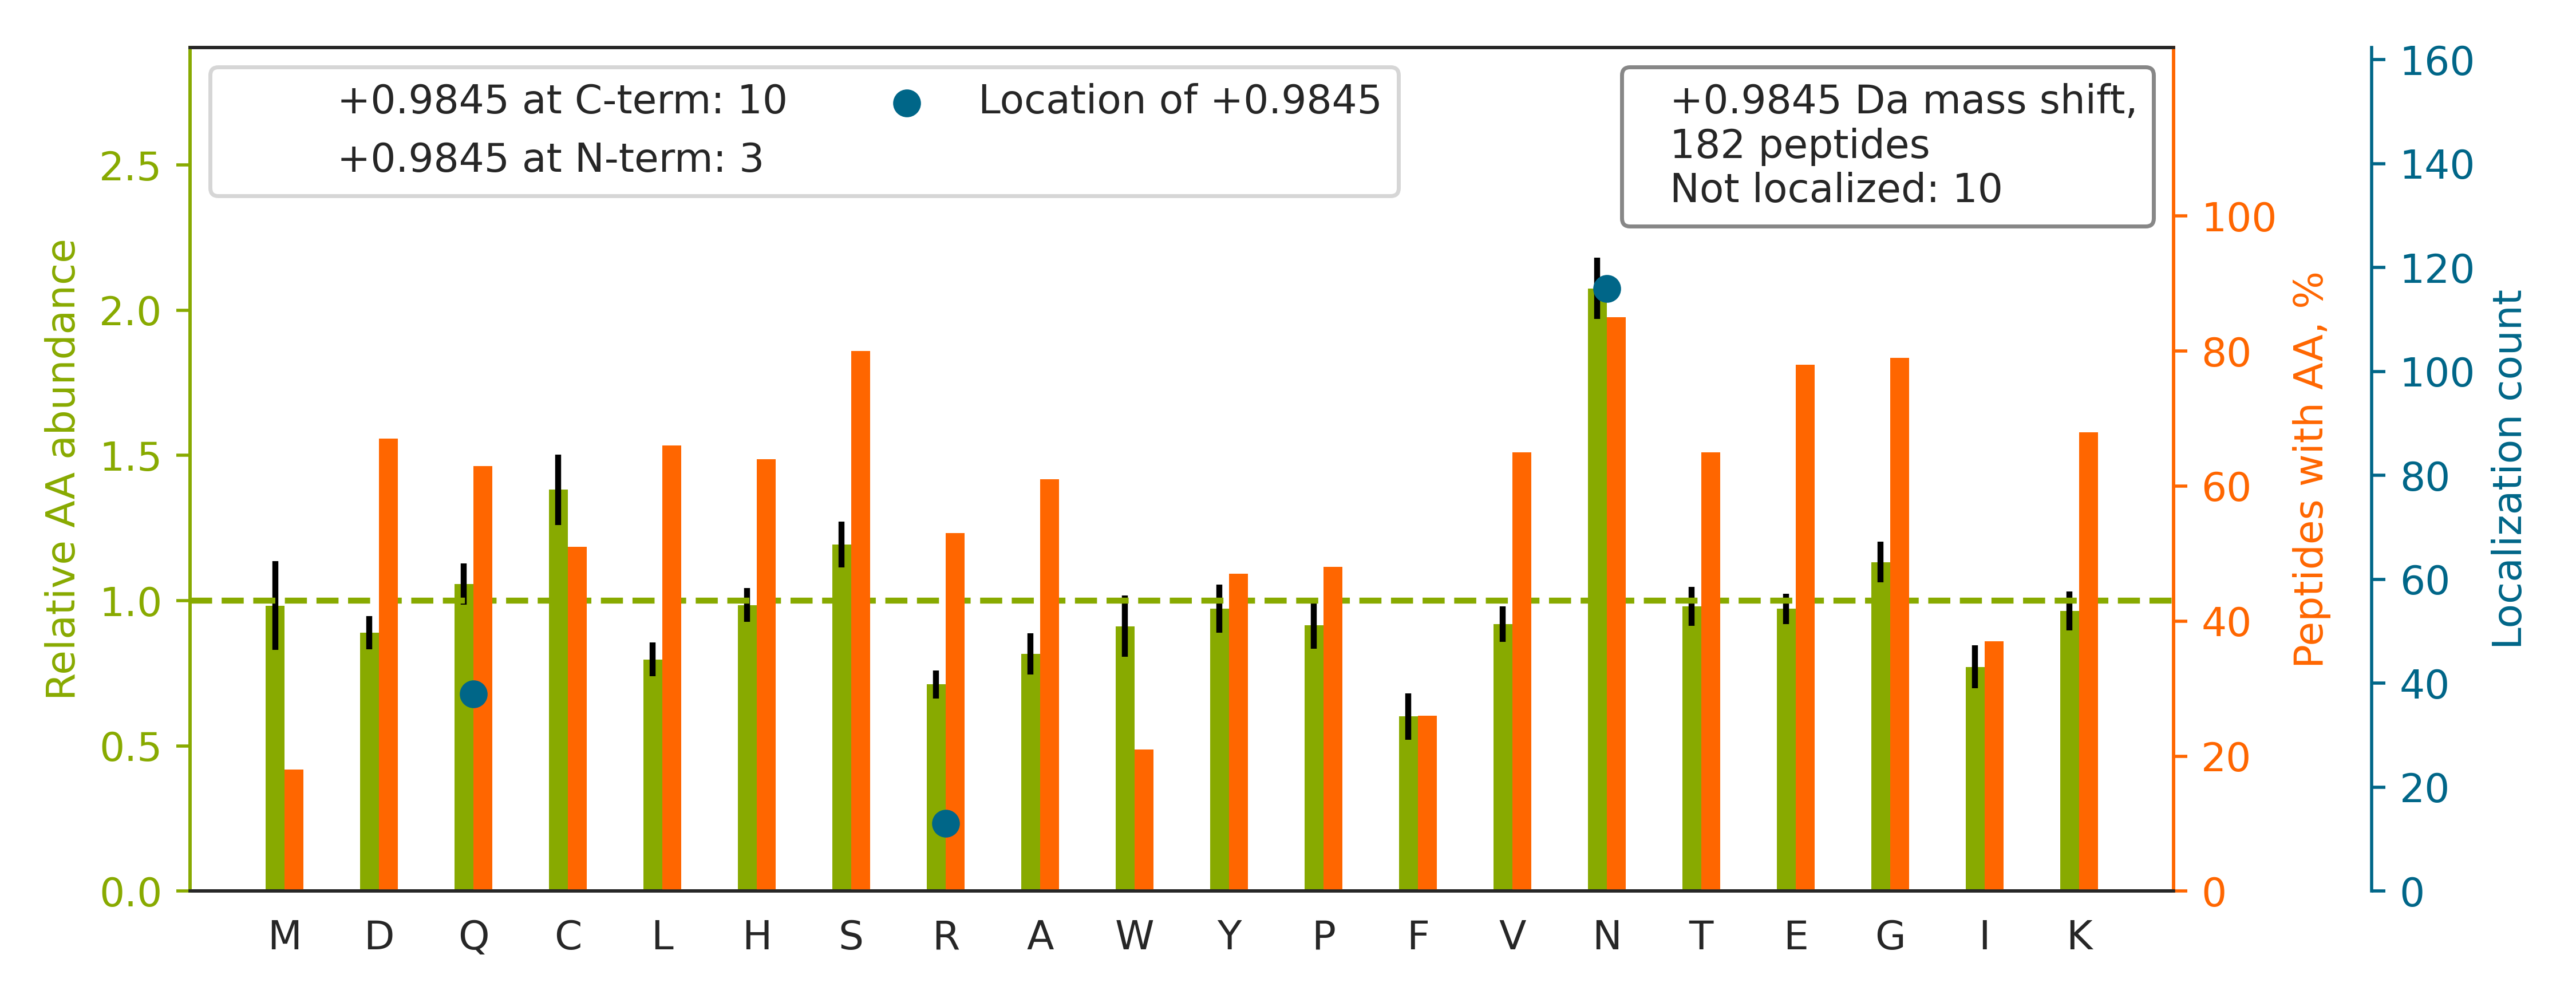 +0.9845 at C-term: 10
+0.9845 at N-term: 3
Location of +0.9845
+0.9845 Da mass shift,
182 peptides
Not localized: 10
Relative AA abundance
2.5
2.0
1.5
1.0
0.5
0.0
M D Q C L H S R A W Y P F V N T E G I K
100
80
60
40
20
0
Peptides with AA, %
160
140
120
100
80
60
40
20
0
Localization count